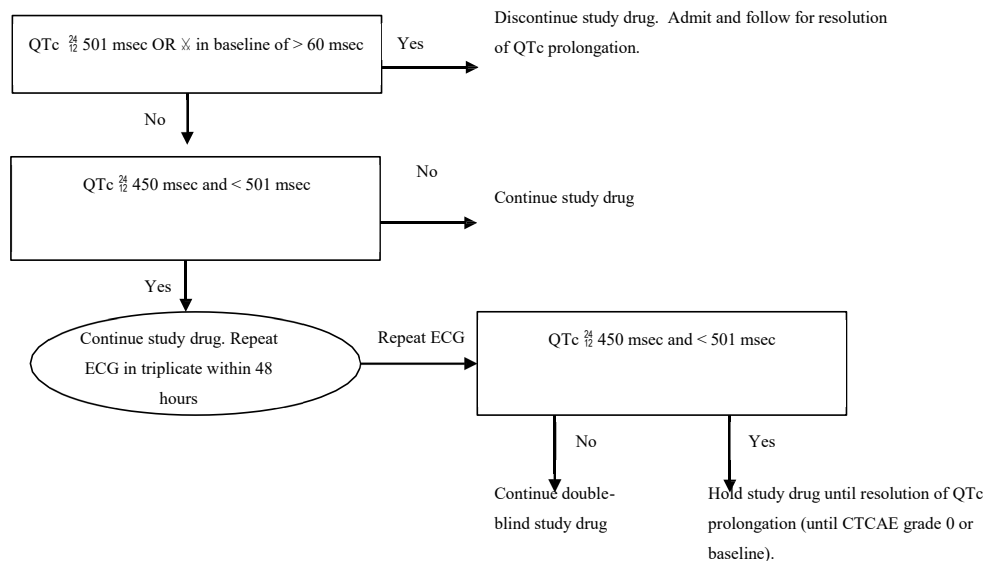 QTc 501 msec OR in baseline of > 60 msec
Yes
Discontinue study drug. Admit and follow for resolution
of QTc prolongation.
No
QTc 450 msec and < 501 msec
No
Continue study drug
Yes
Continue study drug. Repeat
ECG in triplicate within 48
hours
Repeat ECG
QTc 450 msec and < 501 msec
No
Yes
Continue double-
blind study drug
Hold study drug until resolution of QTc
prolongation (until CTCAE grade 0 or
baseline).